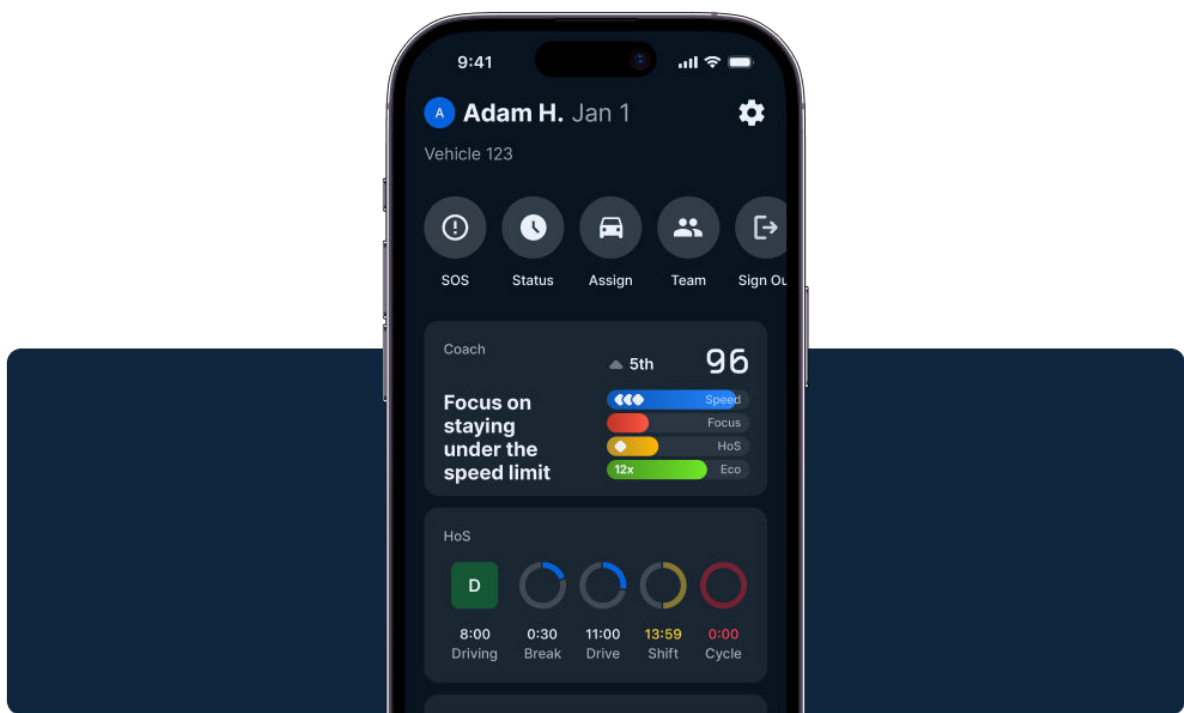 9:41
A Adam H. Jan 1
Vehicle 123
SOS Status Assign Team Sign Ou
Coach
5th 96
Focus on
staying
under the
speed limit
Speed
Focus
HoS
12x Eco
HoS
D
8:00 0:30 11:00 13:59 0:00
Driving Break Drive Shift Cycle